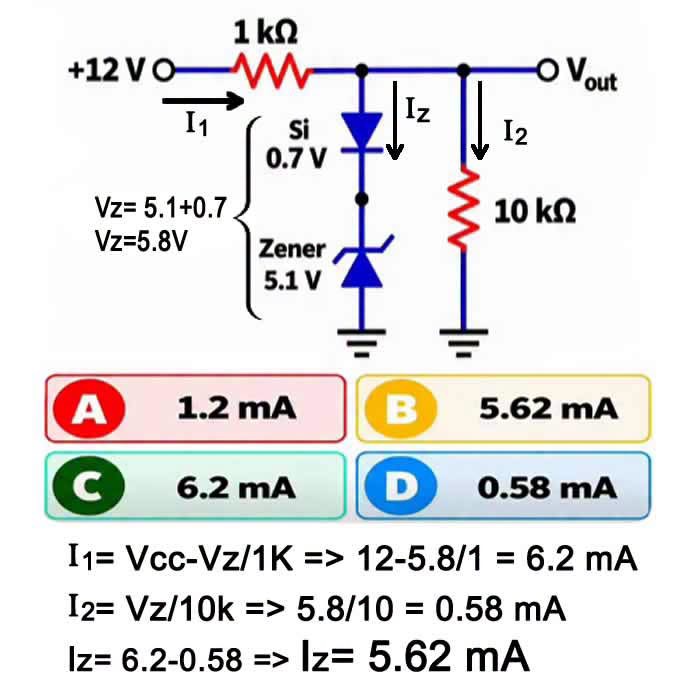 1 kΩ
+12 V
Vout
I1
Iz
I2
Si
0.7 V
Vz= 5.1+0.7
Vz=5.8V
10 kΩ
Zener
5.1 V
A 1.2 mA
B 5.62 mA
C 6.2 mA
D 0.58 mA
I1= Vcc-Vz/1K => 12-5.8/1 = 6.2 mA
I2= Vz/10k => 5.8/10 = 0.58 mA
Iz= 6.2-0.58 => Iz= 5.62 mA